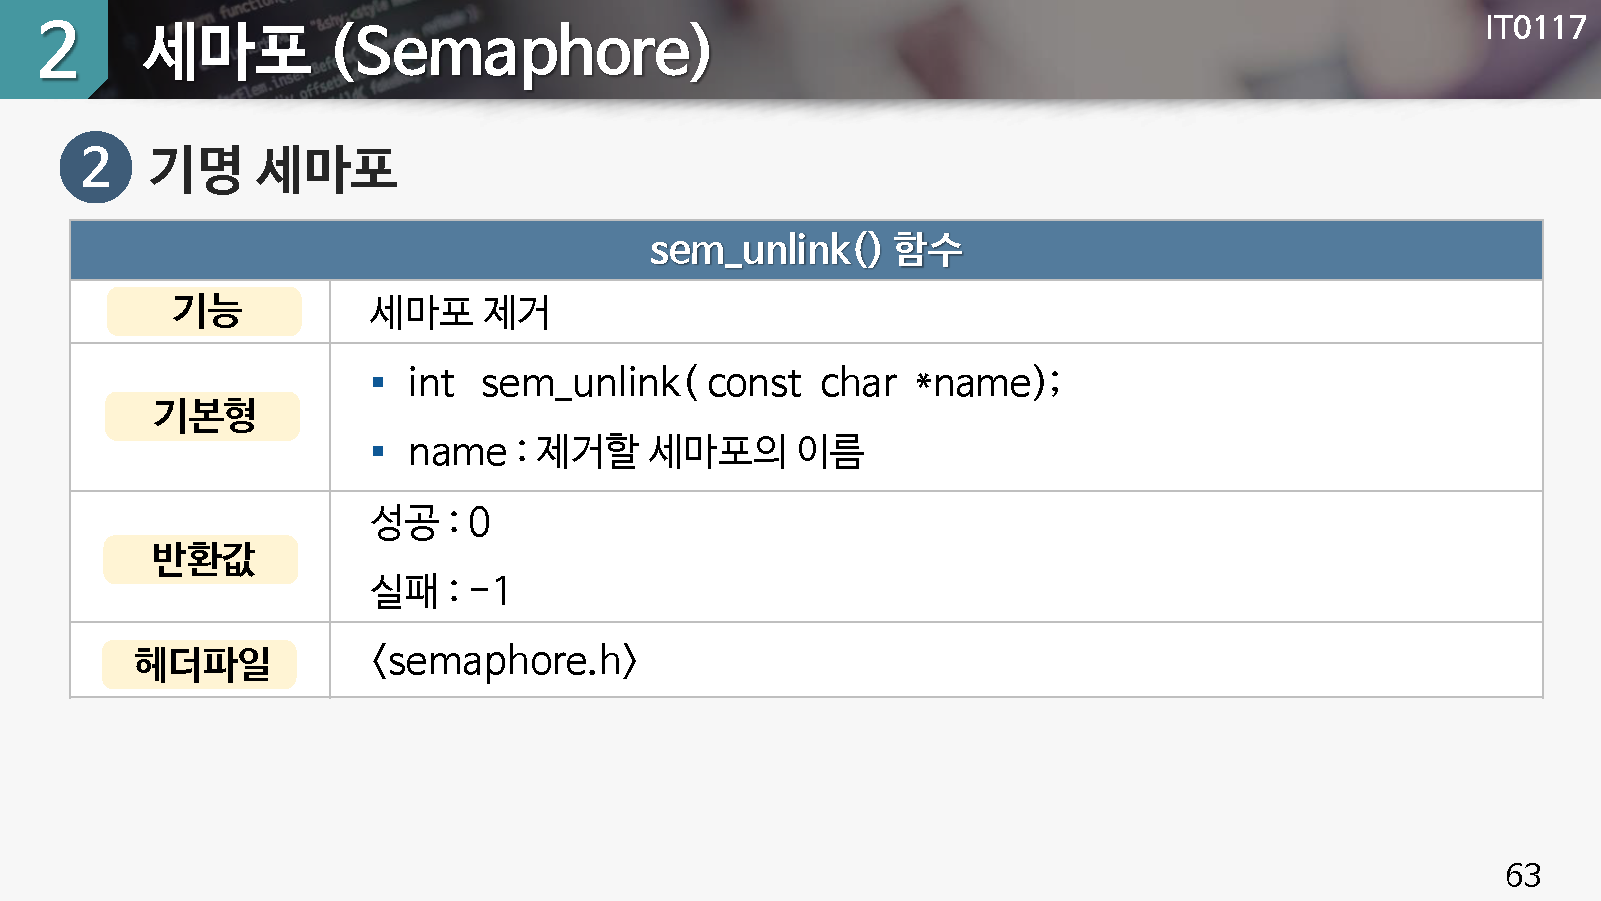 2 세마포 (Semaphore)
IT0117
2 기명 세마포
sem_unlink() 함수
기능 세마포 제거
기본형
▪ int sem_unlink( const char *name);
▪ name : 제거할 세마포의 이름
반환값
성공 : 0
실패 : -1
헤더파일 <semaphore.h>
63